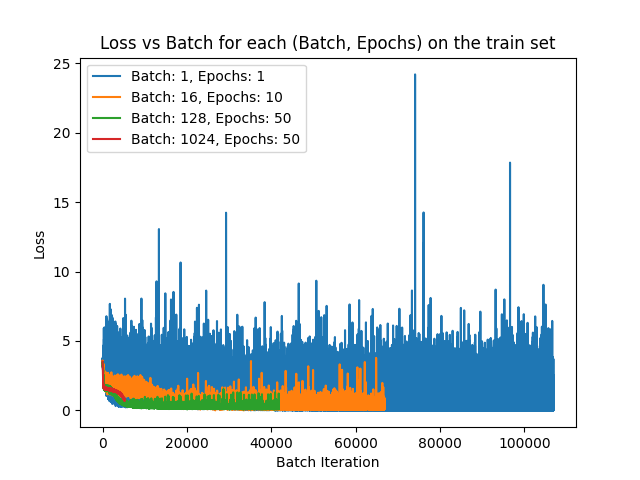 Loss vs Batch for each (Batch, Epochs) on the train set
25
20
15
10
5
0
Loss
Batch: 1, Epochs: 1
Batch: 16, Epochs: 10
Batch: 128, Epochs: 50
Batch: 1024, Epochs: 50
0 20000 40000 60000 80000 100000
Batch Iteration